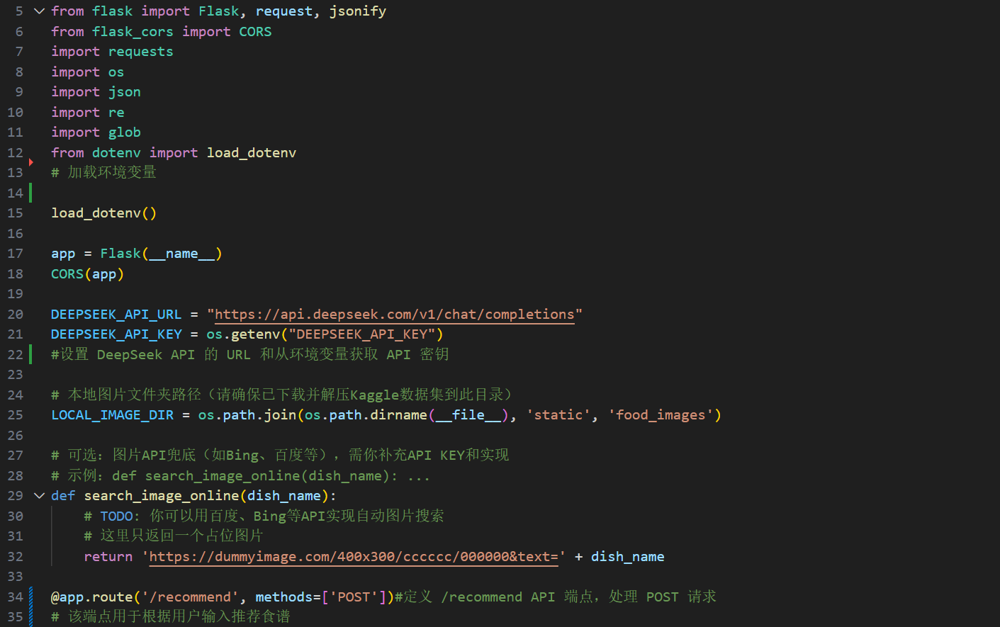 5 from flask import Flask, request, jsonify
6 from flask_cors import CORS
7 import requests
8 import os
9 import json
10 import re
11 import glob
12 from dotenv import load_dotenv
13 # 加载环境变量
14
15 load_dotenv()
16
17 app = Flask(__name__)
18 CORS(app)
19
20 DEEPSEEK_API_URL = "https://api.deepseek.com/v1/chat/completions"
21 DEEPSEEK_API_KEY = os.getenv("DEEPSEEK_API_KEY")
22 #设置 DeepSeek API 的 URL 和从环境变量获取 API 密钥
23
24 # 本地图片文件夹路径（请确保已下载并解压Kaggle数据集到此目录）
25 LOCAL_IMAGE_DIR = os.path.join(os.path.dirname(__file__), 'static', 'food_images')
26
27 # 可选：图片API兜底（如Bing、百度等），需你补充API KEY和实现
28 # 示例：def search_image_online(dish_name): ...
29 def search_image_online(dish_name):
30     # TODO: 你可以用百度、Bing等API实现自动图片搜索
31     # 这里只返回一个占位图片
32     return 'https://dummyimage.com/400x300/cccccc/000000&text=' + dish_name
33
34 @app.route('/recommend', methods=['POST'])#定义 /recommend API 端点，处理 POST 请求
35 # 该端点用于根据用户输入推荐食谱